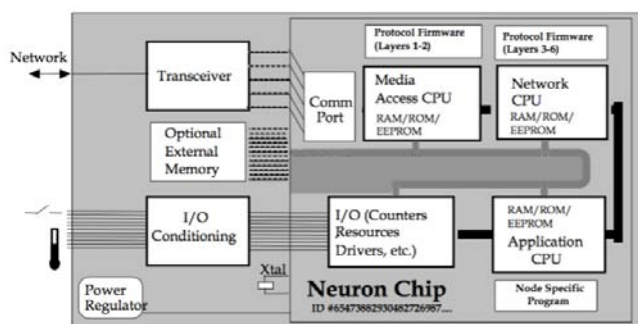 Protocol Firmware
(Layers 1-2)
Protocol Firmware
(Layers 3-6)
Network
Transceiver
Comm
Port
Media
Access CPU
RAM/ROM/
EEPROM
Network
CPU
RAM/ROM/
EEPROM
Optional
External
Memory
I/O
Conditioning
I/O (Counters
Resources
Drivers, etc.)
RAM/ROM/
EEPROM
Application
CPU
Xtal
Power
Regulator
Neuron Chip
ID #65473882930482726987....
Node Specific
Program